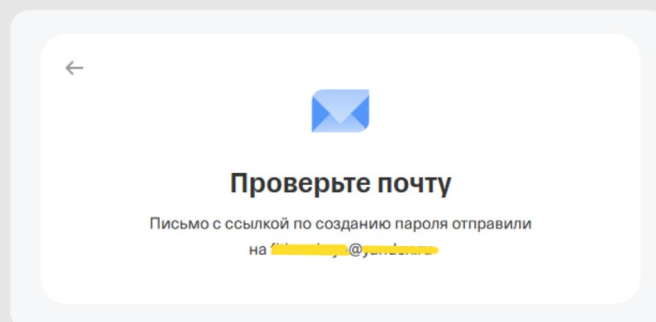 Проверьте почту
Письмо с ссылкой по созданию пароля отправили
на @